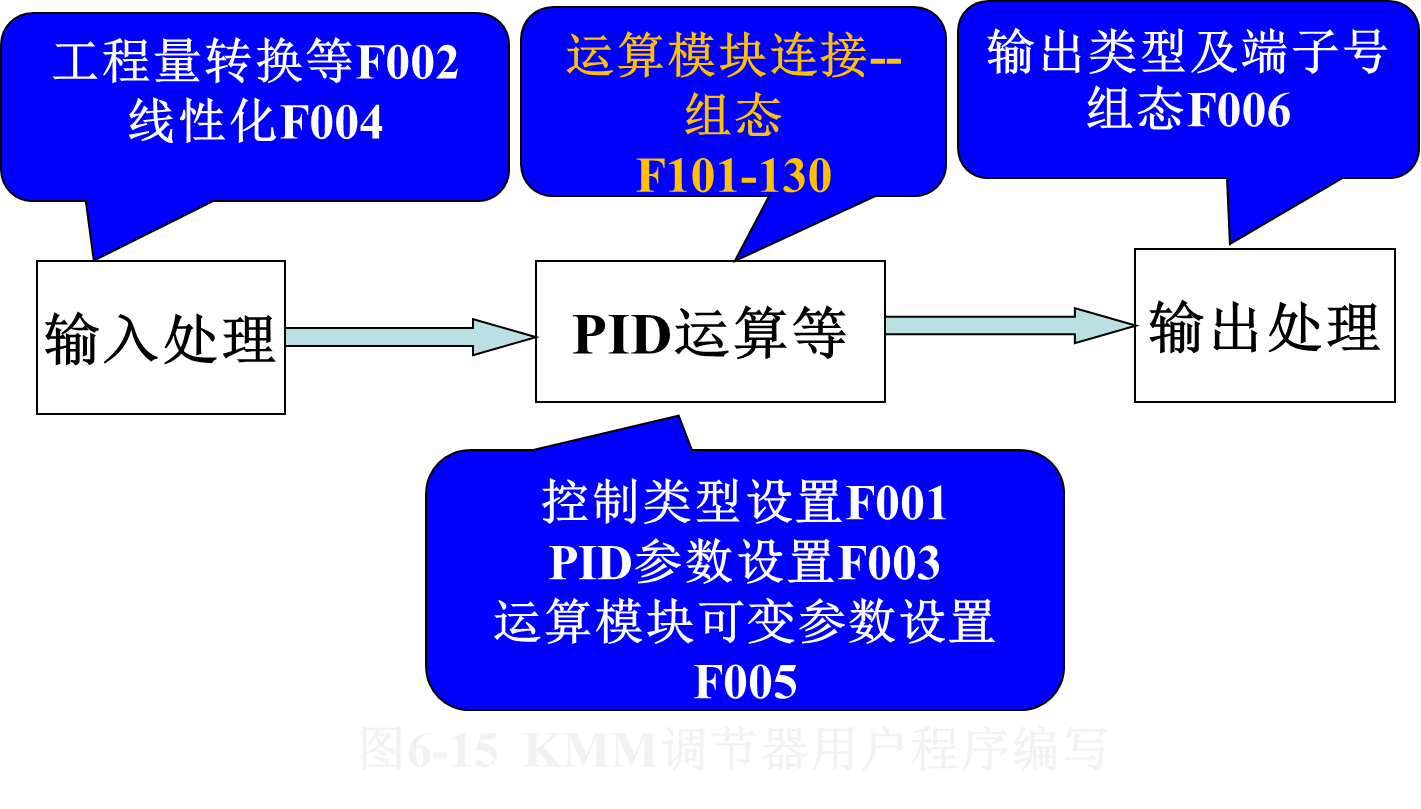 工程量转换等F002
线性化F004
运算模块连接--
组态
F101-130
输出类型及端子号
组态F006
输入处理
PID运算等
输出处理
控制类型设置F001
PID参数设置F003
运算模块可变参数设置
F005
图6-15 KMM调节器用户程序编写